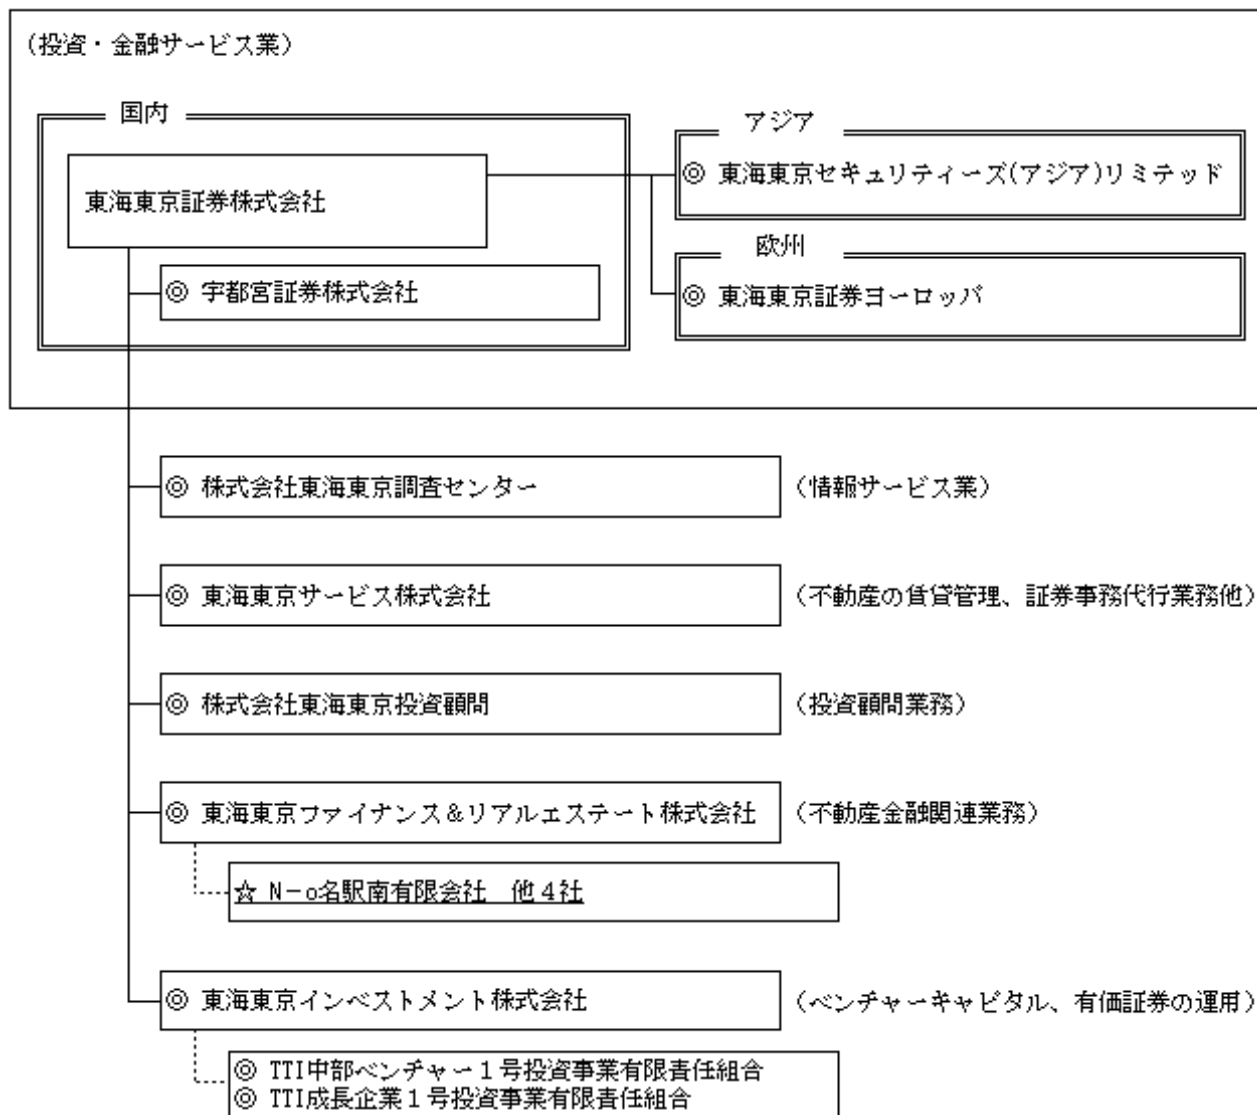 （投資・金融サービス業）
国内
アジア
東海東京証券株式会社
◎ 東海東京セキュリティーズ(アジア)リミテッド
欧州
◎ 宇都宮証券株式会社
◎ 東海東京証券ヨーロッパ
◎ 株式会社東海東京調査センター （情報サービス業）
◎ 東海東京サービス株式会社 （不動産の賃貸管理、証券事務代行業務他）
◎ 株式会社東海東京投資顧問 （投資顧問業務）
◎ 東海東京ファイナンス＆リアルエステート株式会社 （不動産金融関連業務）
☆ N－o名駅南有限会社　他４社
◎ 東海東京インベストメント株式会社 （ベンチャーキャピタル、有価証券の運用）
◎ TTI中部ベンチャー１号投資事業有限責任組合
◎ TTI成長企業１号投資事業有限責任組合